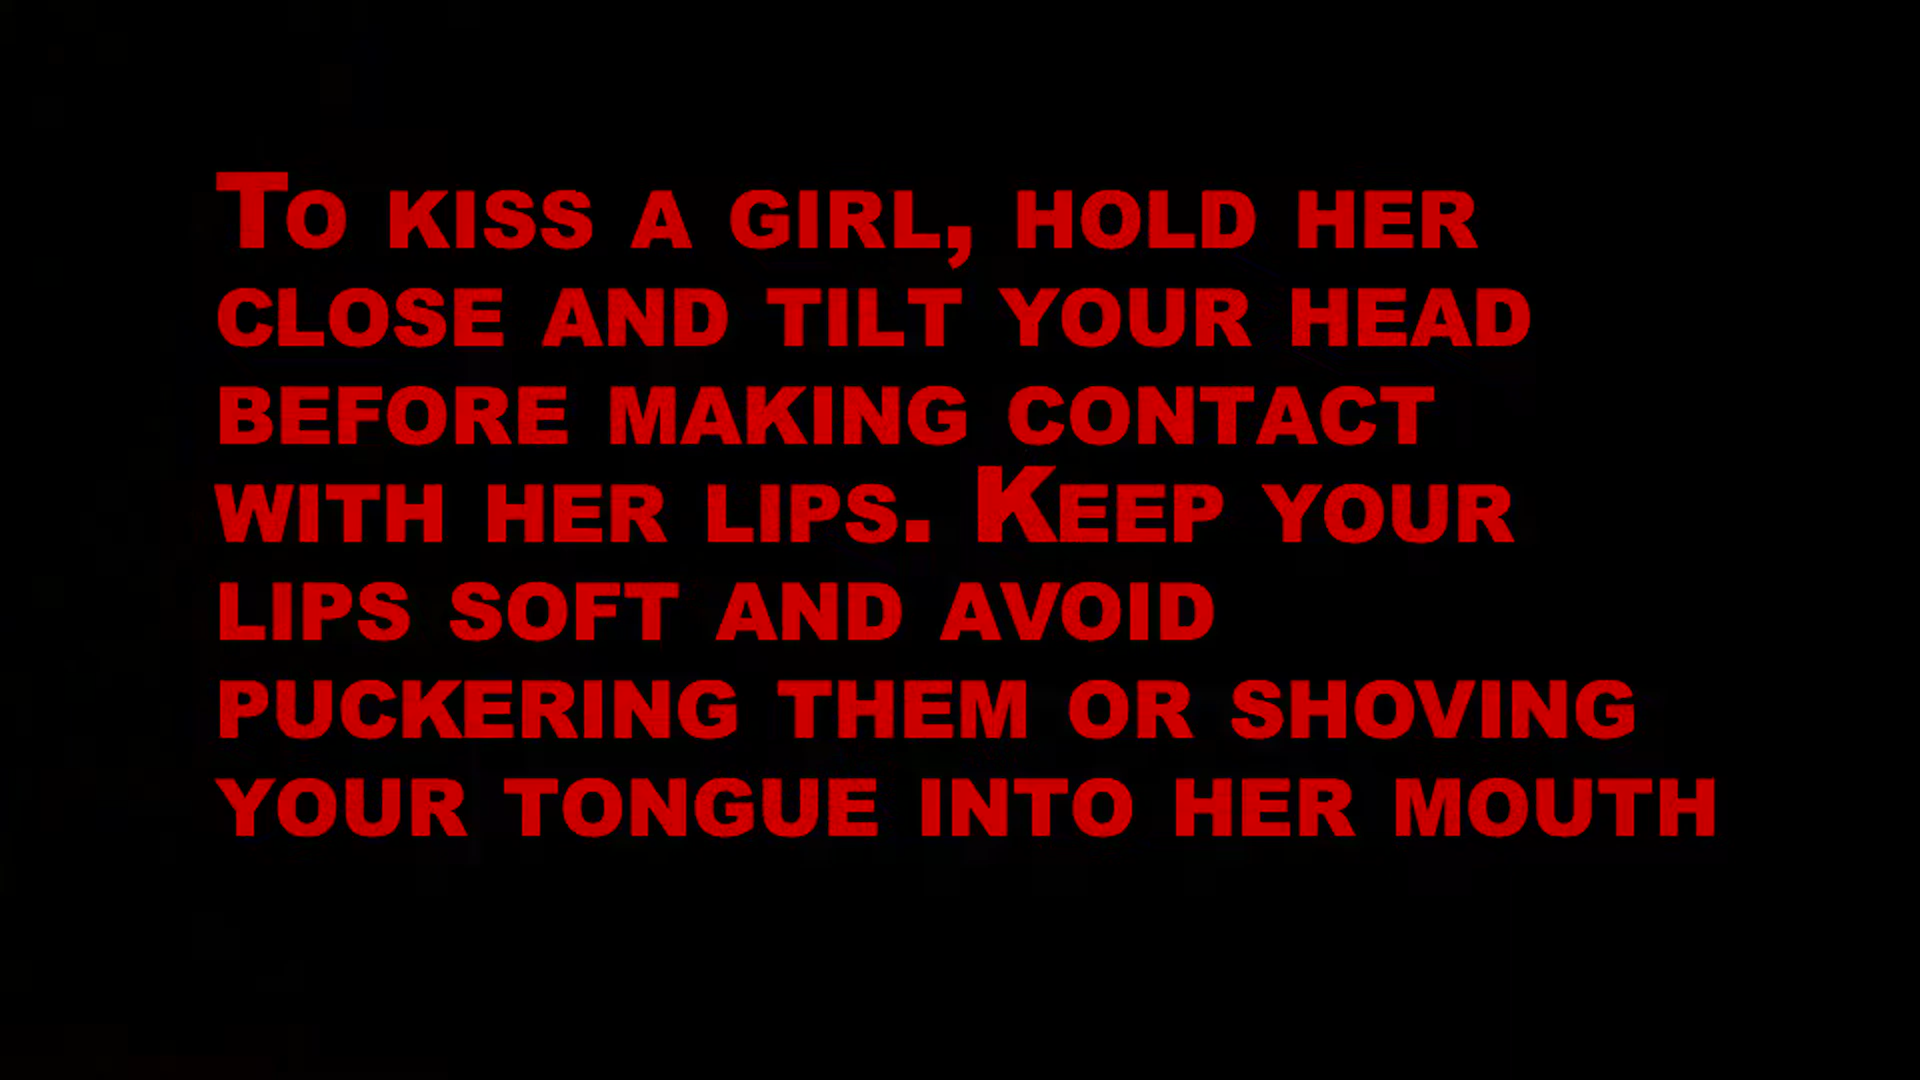 To kiss a girl, hold her
close and tilt your head
before making contact
with her lips. Keep your
lips soft and avoid
puckering them or shoving
your tongue into her mouth